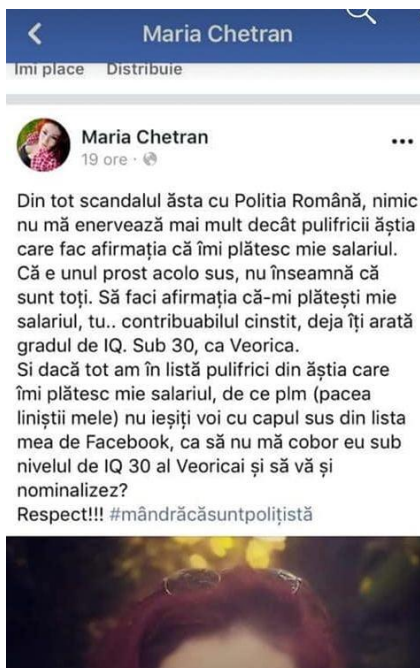 Maria Chetran
Imi place Distribuie
Maria Chetran
19 ore ·
Din tot scandalul ăsta cu Politia Română, nimic
nu mă enervează mai mult decât pulifricii ăștia
care fac afirmația că îmi plătesc mie salariul.
Că e unul prost acolo sus, nu înseamnă că
sunt toți. Să faci afirmația că-mi plătești mie
salariul, tu.. contribuabilul cinstit, deja îți arată
gradul de IQ. Sub 30, ca Veorica.
Si dacă tot am in listă pulifrici din ăștia care
îmi plătesc mie salariul, de ce plm (pacea
liniștii mele) nu ieșiți voi cu capul sus din lista
mea de Facebook, ca să nu mă cobor eu sub
nivelul de IQ 30 al Veoricai și să vă și
nominalizez?
Respect!!! #mândrăcăsuntpolițistă